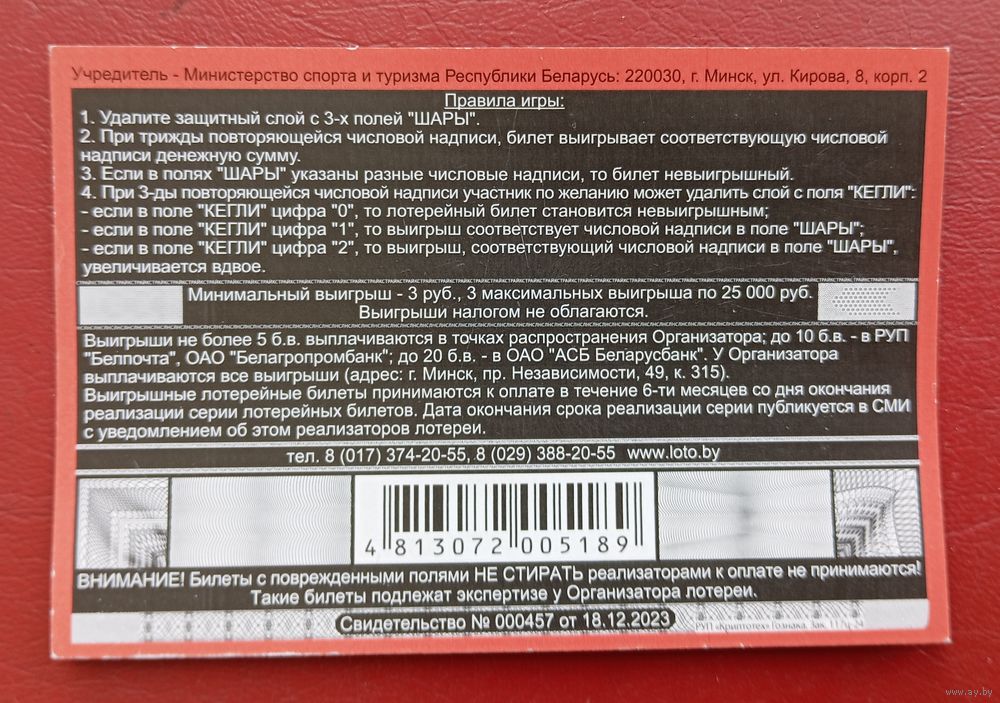 Учредитель - Министерство спорта и туризма Республики Беларусь: 220030, г. Минск, ул. Кирова, 8, корп. 2
Правила игры:
1. Удалите защитный слой с 3-х полей "ШАРЫ".
2. При трижды повторяющейся числовой надписи, билет выигрывает соответствующую числовой
надписи денежную сумму.
3. Если в полях "ШАРЫ" указаны разные числовые надписи, то билет невыигрышный.
4. При 3-ды повторяющейся числовой надписи участник по желанию может удалить слой с поля "КЕГЛИ":
- если в поле "КЕГЛИ" цифра "0", то лотерейный билет становится невыигрышным;
- если в поле "КЕГЛИ" цифра "1", то выигрыш соответствует числовой надписи в поле "ШАРЫ";
- если в поле "КЕГЛИ" цифра "2", то выигрыш, соответствующий числовой надписи в поле "ШАРЫ",
увеличивается вдвое.
Минимальный выигрыш - 3 руб., 3 максимальных выигрыша по 25 000 руб.
Выигрыши налогом не облагаются.
Выигрыши не более 5 б.в. выплачиваются в точках распространения Организатора; до 10 б.в. - в РУП
"Белпочта", ОАО "Белагропромбанк"; до 20 б.в. - в ОАО "АСБ Беларусбанк". У Организатора
выплачиваются все выигрыши (адрес: г. Минск, пр. Независимости, 49, к. 315).
Выигрышные лотерейные билеты принимаются к оплате в течение 6-ти месяцев со дня окончания
реализации серии лотерейных билетов. Дата окончания срока реализации серии публикуется в СМИ
с уведомлением об этом реализаторов лотереи.
тел. 8 (017) 374-20-55, 8 (029) 388-20-55 www.loto.by
4 813072 005189
ВНИМАНИЕ! Билеты с поврежденными полями НЕ СТИРАТЬ реализаторами к оплате не принимаются!
Такие билеты подлежат экспертизе у Организатора лотереи.
Свидетельство № 000457 от 18.12.2023
РУП «Криптотех» Гознака. Зак.
www.ay.by